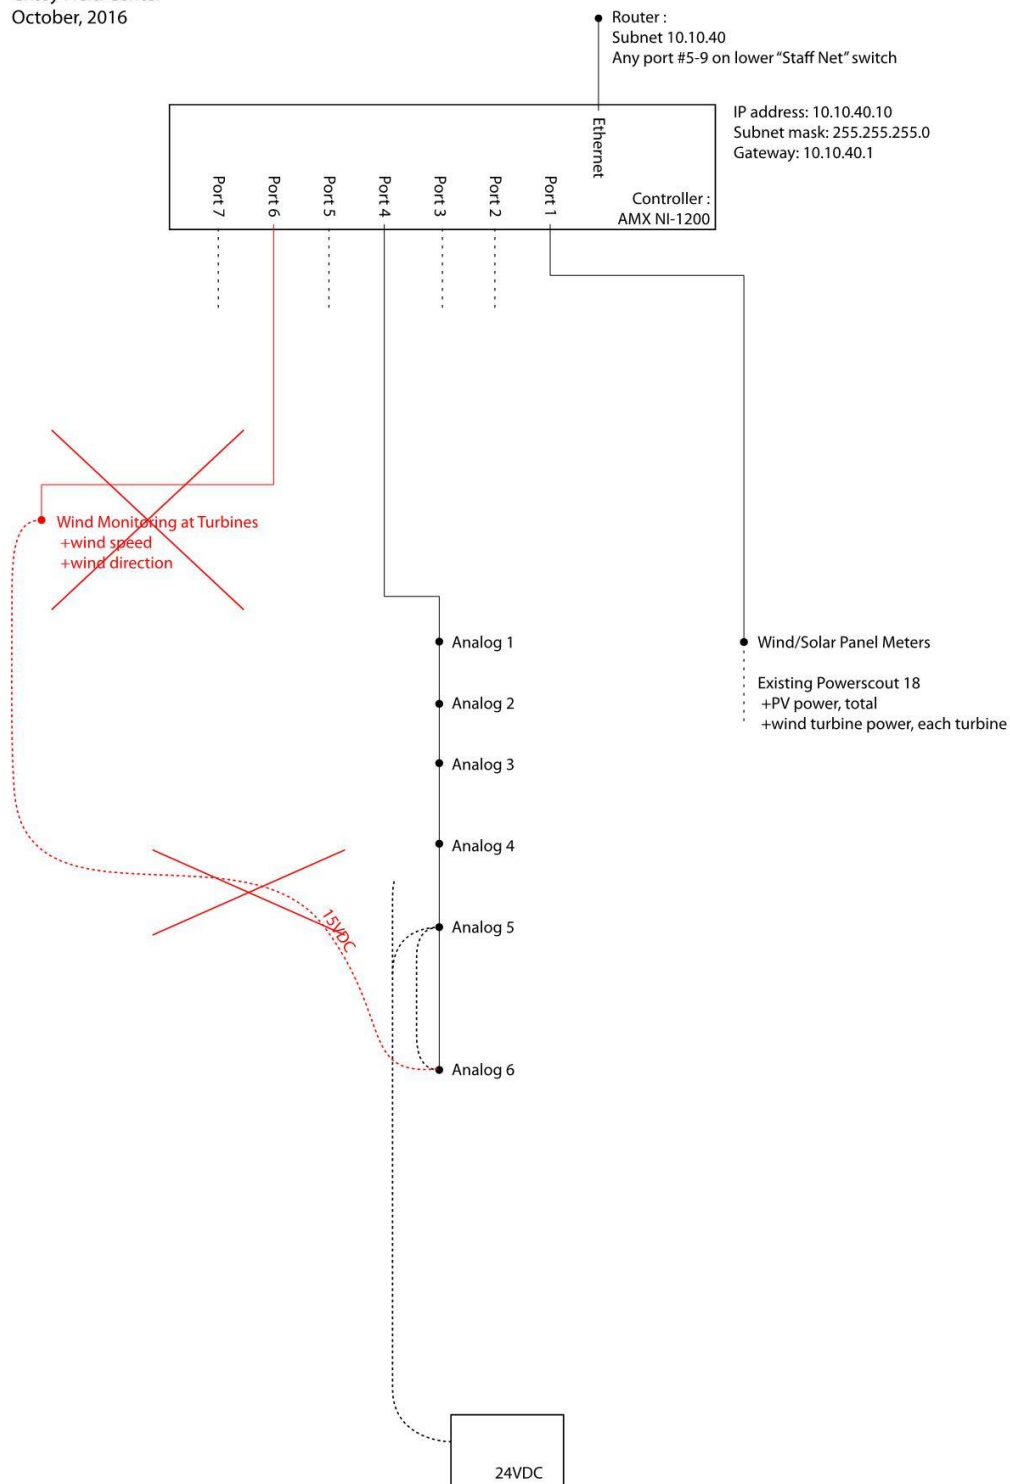 October, 2016
Router :
Subnet 10.10.40
Any port #5-9 on lower “Staff Net” switch
IP address: 10.10.40.10
Subnet mask: 255.255.255.0
Gateway: 10.10.40.1
Ethernet
Controller :
AMX NI-1200
Port 7
Port 6
Port 5
Port 4
Port 3
Port 2
Port 1
Wind Monitoring at Turbines
+wind speed
+wind direction
Analog 1
Wind/Solar Panel Meters
Existing Powerscout 18
+PV power, total
+wind turbine power, each turbine
Analog 2
Analog 3
Analog 4
15VDC
Analog 5
Analog 6
24VDC